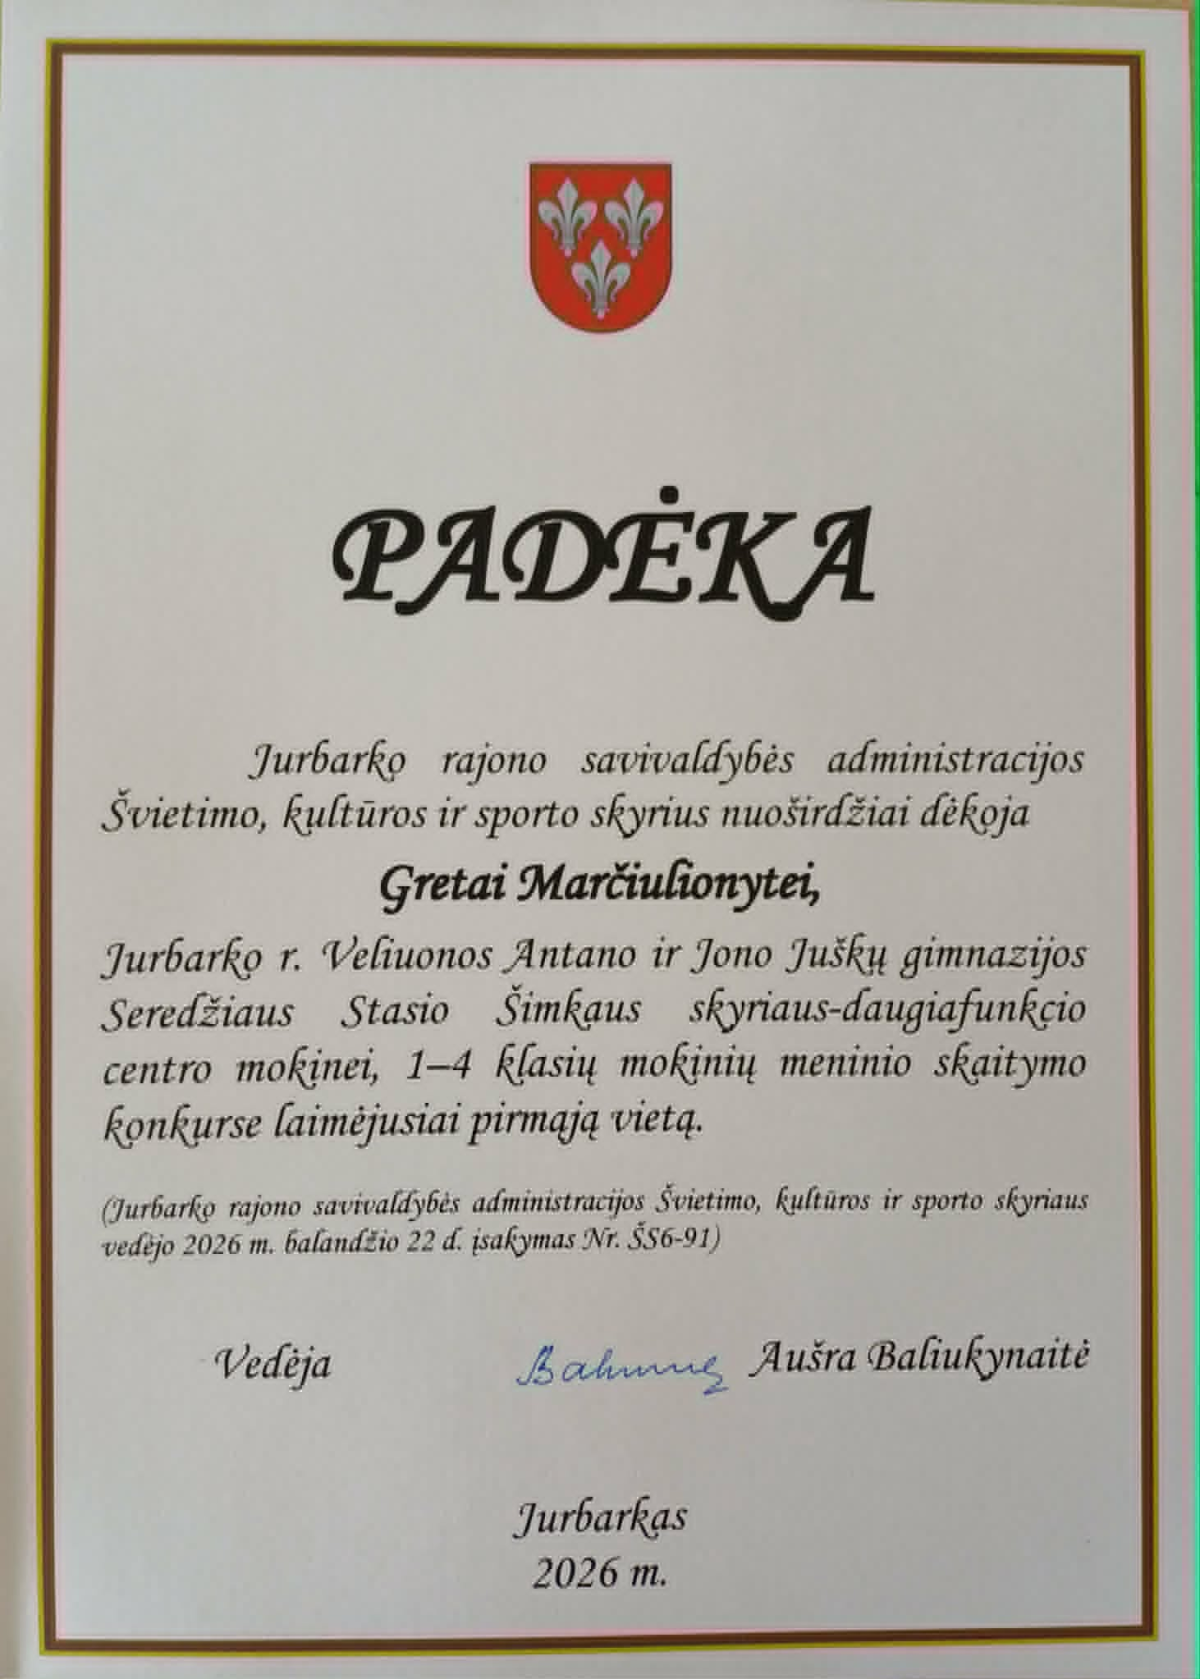 PADĖKA
Jurbarko rajono savivaldybės administracijos
Švietimo, kultūros ir sporto skyrius nuoširdžiai dėkoja
Gretai Marčiulionytei,
Jurbarko r. Veliuonos Antano ir Jono Juškų gimnazijos
Seredžiaus Stasio Šimkaus skyriaus-daugiafunkcio
centro mokinei, 1–4 klasių mokinių meninio skaitymo
konkurse laimėjusiai pirmąją vietą.
(Jurbarko rajono savivaldybės administracijos Švietimo, kultūros ir sporto skyriaus
vedėjo 2026 m. balandžio 22 d. įsakymas Nr. ŠS6-91)
Vedėja Aušra Baliukynaitė
Jurbarkas
2026 m.